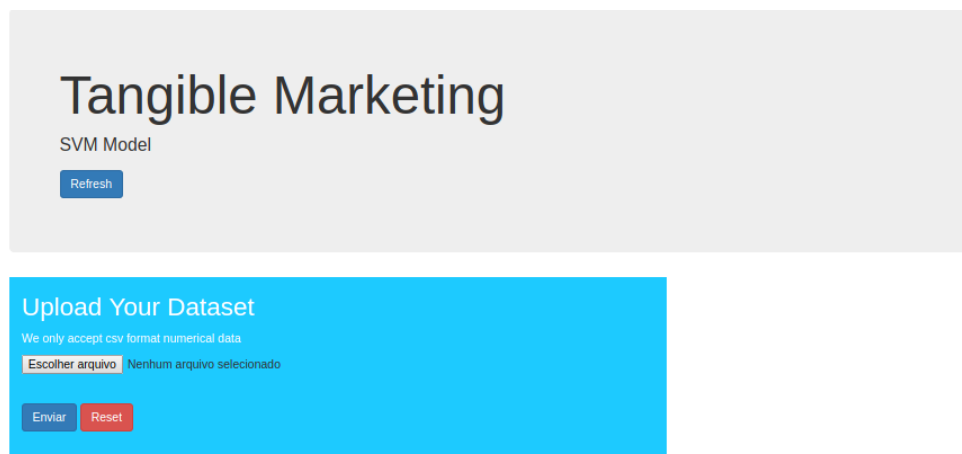 Tangible Marketing
SVM Model
Refresh
Upload Your Dataset
We only accept csv format numerical data
Escolher arquivo Nenhum arquivo selecionado
Enviar Reset